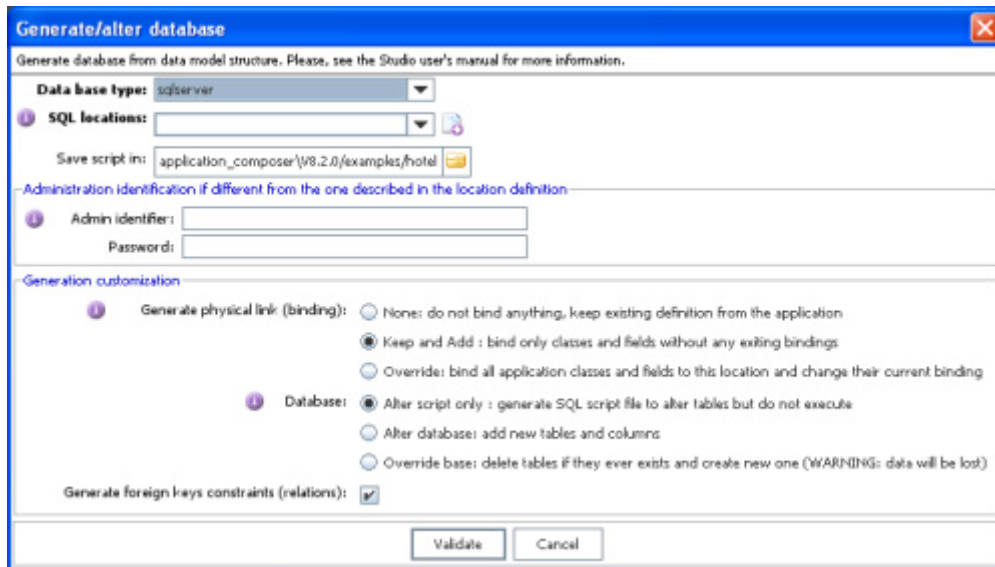 Generate/alter database
Generate database from data model structure. Please, see the Studio user's manual for more information.
Data base type: sqlserver
SQL locations:
Save script in: application_composer\V8.2.0/examples/hotel
Administration identification if different from the one described in the location definition
Admin identifier:
Password:
Generation customization
Generate physical link (binding): None: do not bind anything, keep existing definition from the application
Keep and Add : bind only classes and fields without any exiting bindings
Override: bind all application classes and fields to this location and change their current binding
Database: Alter script only : generate SQL script file to alter tables but do not execute
Alter database: add new tables and columns
Override base: delete tables if they ever exists and create new one (WARNING: data will be lost)
Generate foreign keys constraints (relations):
Validate Cancel